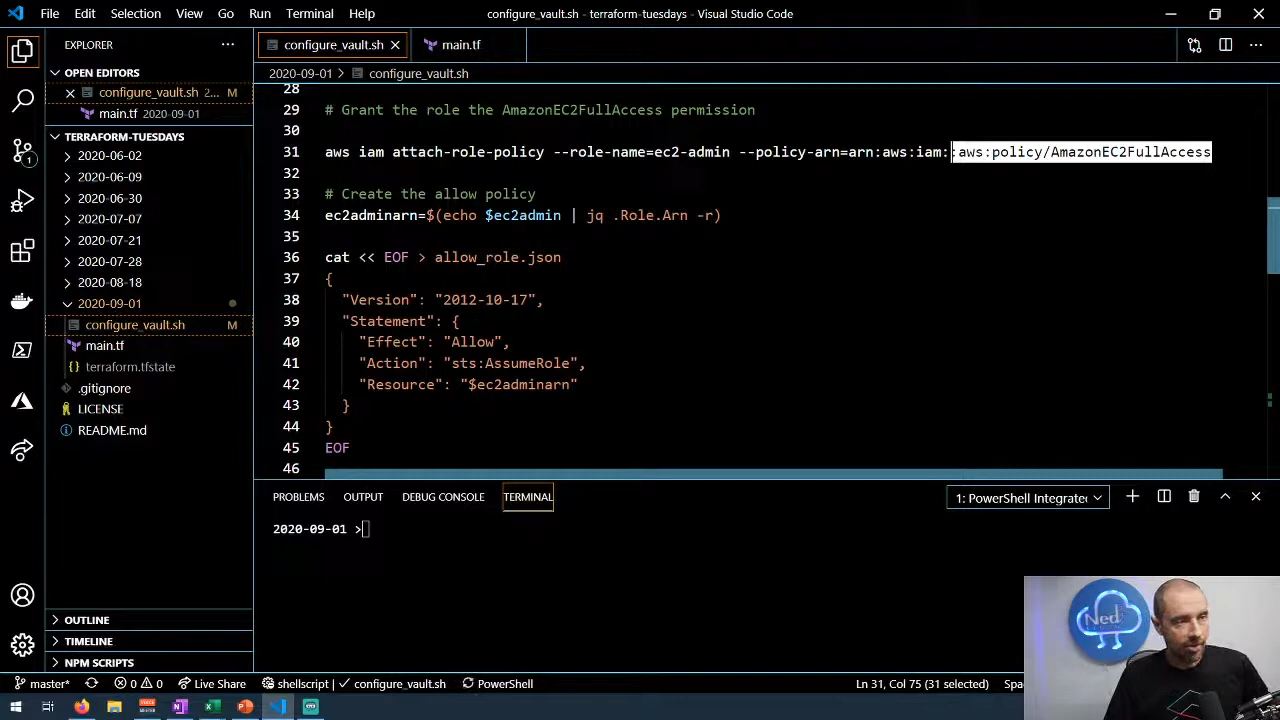 File Edit Selection View Go Run Terminal Help
configure_vault.sh - terraform-tuesdays - Visual Studio Code
EXPLORER
OPEN EDITORS
configure_vault.sh 2... M
main.tf 2020-09-01
TERRAFORM-TUESDAYS
2020-06-02
2020-06-09
2020-06-30
2020-07-07
2020-07-21
2020-07-28
2020-08-18
2020-09-01
configure_vault.sh M
main.tf
terraform.tfstate
.gitignore
LICENSE
README.md
OUTLINE
TIMELINE
NPM SCRIPTS
configure_vault.sh
main.tf
2020-09-01 > configure_vault.sh
28
29 # Grant the role the AmazonEC2FullAccess permission
30
31 aws iam attach-role-policy --role-name=ec2-admin --policy-arn=arn:aws:iam::aws:policy/AmazonEC2FullAccess
32
33 # Create the allow policy
34 ec2adminarn=$(echo $ec2admin | jq .Role.Arn -r)
35
36 cat << EOF > allow_role.json
37 {
38 "Version": "2012-10-17",
39 "Statement": {
40 "Effect": "Allow",
41 "Action": "sts:AssumeRole",
42 "Resource": "$ec2adminarn"
43 }
44 }
45 EOF
46
PROBLEMS OUTPUT DEBUG CONSOLE TERMINAL
1: PowerShell Integrate
2020-09-01 >
Ned
1
master* 0 0 Live Share shellscript | configure_vault.sh PowerShell
Ln 31, Col 75 (31 selected) Spa